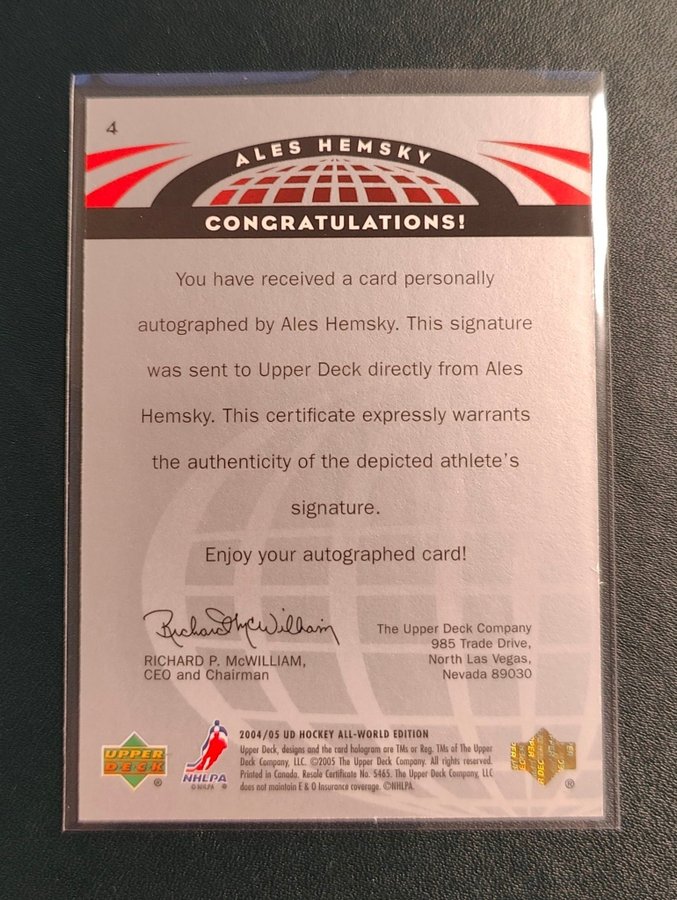 4
ALES HEMSKY
CONGRATULATIONS!
You have received a card personally
autographed by Ales Hemsky. This signature
was sent to Upper Deck directly from Ales
Hemsky. This certificate expressly warrants
the authenticity of the depicted athlete's
signature.
Enjoy your autographed card!
Richard McWilliam
RICHARD P. McWILLIAM,
CEO and Chairman
The Upper Deck Company
985 Trade Drive,
North Las Vegas,
Nevada 89030
UPPER
DECK
®
NHLPA
© NHLPA ®
2004/05 UD HOCKEY ALL-WORLD EDITION
Upper Deck, designs and the card hologram are TMs or Reg. TMs of The Upper
Deck Company, LLC. ©2005 The Upper Deck Company. All rights reserved.
Printed in Canada. Resale Certificate No. 5465. The Upper Deck Company, LLC
does not maintain E & O Insurance coverage. ©NHLPA.
®